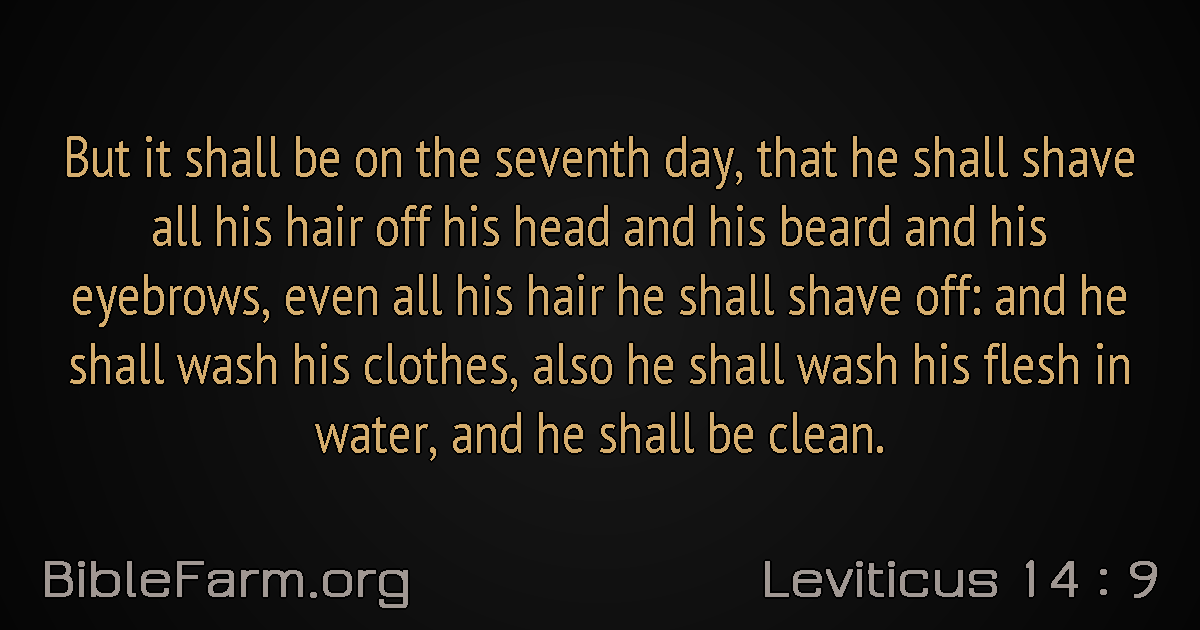 But it shall be on the seventh day, that he shall shave
all his hair off his head and his beard and his
eyebrows, even all his hair he shall shave off: and he
shall wash his clothes, also he shall wash his flesh in
water, and he shall be clean.
BibleFarm.org
Leviticus 14 : 9